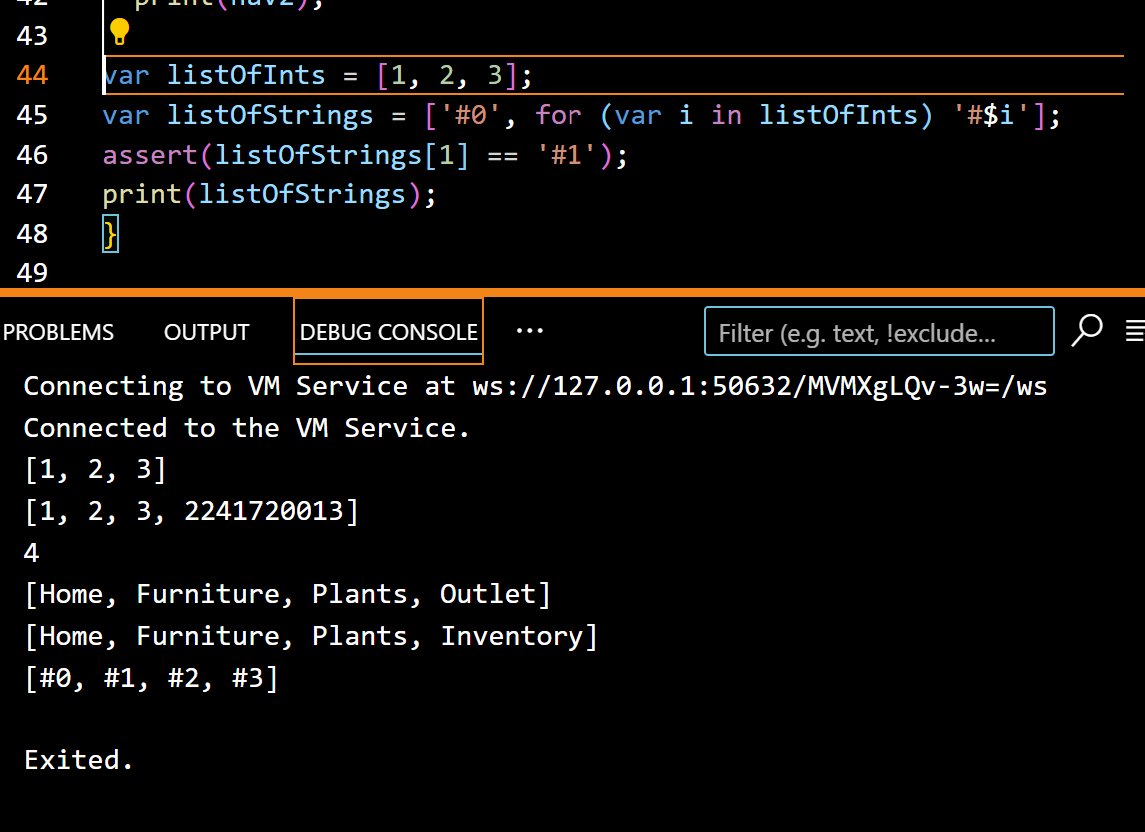 42 print(nav2);
43
44 var listOfInts = [1, 2, 3];
45 var listOfStrings = ['#0', for (var i in listOfInts) '#$i'];
46 assert(listOfStrings[1] == '#1');
47 print(listOfStrings);
48 }
49
PROBLEMS OUTPUT DEBUG CONSOLE ... Filter (e.g. text, !exclude...
Connecting to VM Service at ws://127.0.0.1:50632/MVMXgLQv-3w=/ws
Connected to the VM Service.
[1, 2, 3]
[1, 2, 3, 2241720013]
4
[Home, Furniture, Plants, Outlet]
[Home, Furniture, Plants, Inventory]
[#0, #1, #2, #3]
Exited.